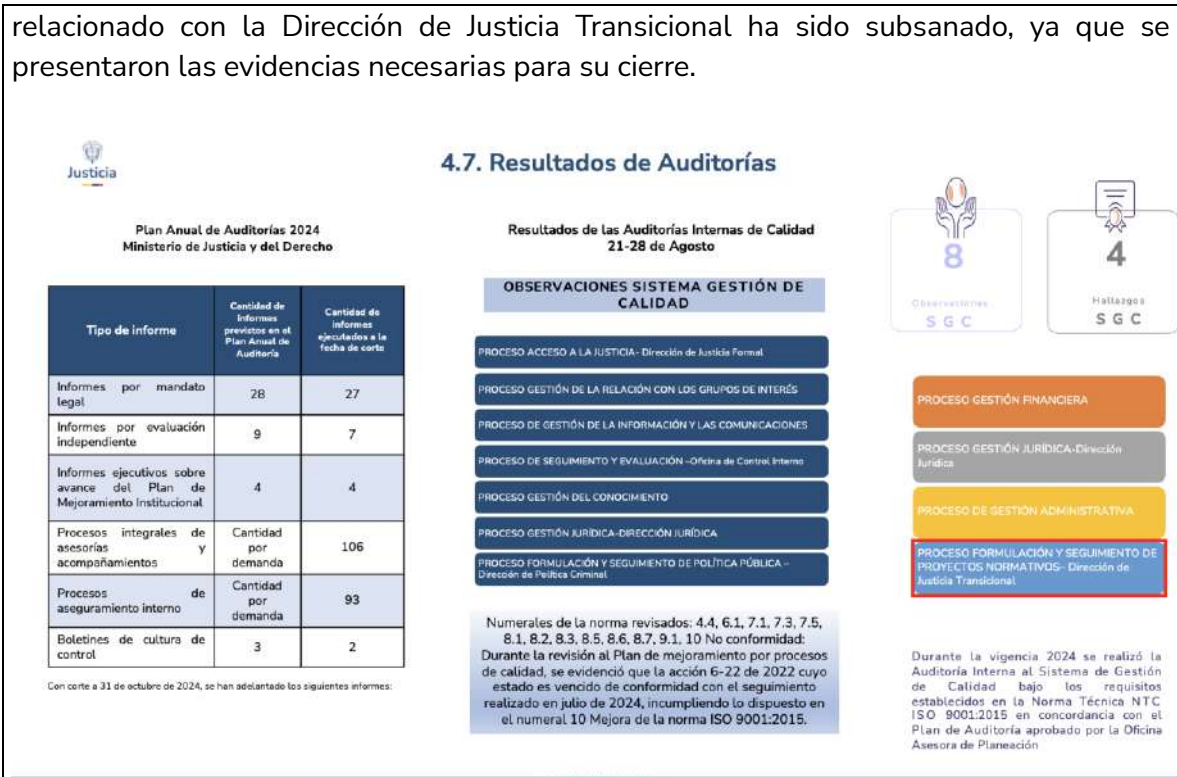 relacionado con la Dirección de Justicia Transicional ha sido subsanado, ya que se
presentaron las evidencias necesarias para su cierre.
Justicia
4.7. Resultados de Auditorías
Plan Anual de Auditorías 2024
Ministerio de Justicia y del Derecho
Tipo de informe
Cantidad de
informes
previstos en el
Plan Anual de
Auditoría
Cantidad de
informes
ejecutados a la
fecha de corte
Informes por mandato
legal
28
27
Informes por evaluación
independiente
9
7
Informes ejecutivos sobre
avance del Plan de
Mejoramiento Institucional
4
4
Procesos integrales de
asesorías y
acompañamientos
Cantidad
por
demanda
106
Procesos de
aseguramiento interno
Cantidad
por
demanda
93
Boletines de cultura de
control
3
2
Con corte a 31 de octubre de 2024, se han adelantado los siguientes informes:
Resultados de las Auditorías Internas de Calidad
21-28 de Agosto
OBSERVACIONES SISTEMA GESTIÓN DE
CALIDAD
PROCESO ACCESO A LA JUSTICIA- Dirección de Justicia Formal
PROCESO GESTIÓN DE LA RELACIÓN CON LOS GRUPOS DE INTERÉS
PROCESO DE GESTIÓN DE LA INFORMACIÓN Y LAS COMUNICACIONES
PROCESO DE SEGUIMIENTO Y EVALUACIÓN –Oficina de Control Interno
PROCESO GESTIÓN DEL CONOCIMIENTO
PROCESO GESTIÓN JURÍDICA-DIRECCIÓN JURÍDICA
PROCESO FORMULACIÓN Y SEGUIMIENTO DE POLÍTICA PÚBLICA –
Dirección de Política Criminal
Numerales de la norma revisados: 4.4, 6.1, 7.1, 7.3, 7.5,
8.1, 8.2, 8.3, 8.5, 8.6, 8.7, 9.1, 10 No conformidad:
Durante la revisión al Plan de mejoramiento por procesos
de calidad, se evidenció que la acción 6-22 de 2022 cuyo
estado es vencido de conformidad con el seguimiento
realizado en julio de 2024, incumpliendo lo dispuesto en
el numeral 10 Mejora de la norma ISO 9001:2015.
8
Observaciones
SGC
4
Hallazgos
SGC
PROCESO GESTIÓN FINANCIERA
PROCESO GESTIÓN JURÍDICA-Dirección
Jurídica
PROCESO DE GESTIÓN ADMINISTRATIVA
PROCESO FORMULACIÓN Y SEGUIMIENTO DE
PROYECTOS NORMATIVOS– Dirección de
Justicia Transicional
Durante la vigencia 2024 se realizó la
Auditoría Interna al Sistema de Gestión
de Calidad bajo los requisitos
establecidos en la Norma Técnica NTC
ISO 9001:2015 en concordancia con el
Plan de Auditoría aprobado por la Oficina
Asesora de Planeación